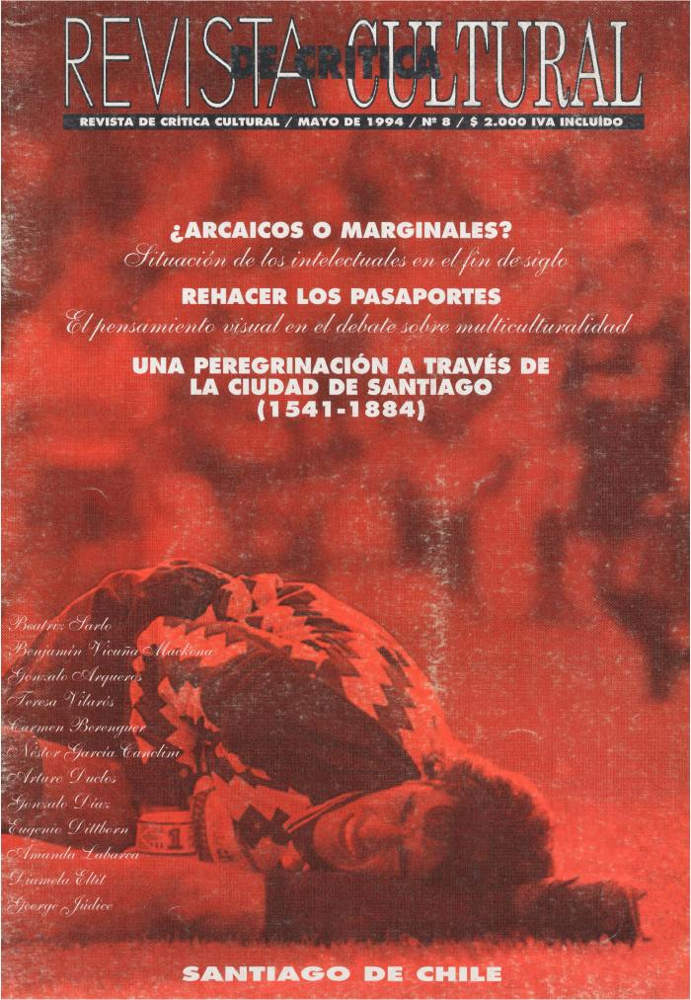 REVISTA DE CRÍTICA CULTURAL
REVISTA DE CRÍTICA CULTURAL / MAYO DE 1994 / Nº 8 / $ 2.000 IVA INCLUÍDO
¿ARCAICOS O MARGINALES?
Situación de los intelectuales en el fin de siglo
REHACER LOS PASAPORTES
El pensamiento visual en el debate sobre multiculturalidad
UNA PEREGRINACIÓN A TRAVÉS DE
LA CIUDAD DE SANTIAGO
(1541-1884)
Beatriz Sarlo
Benjamín Vicuña Mackena
Gonzalo Arqueros
Teresa Vilarós
Carmen Berenguer
Néstor García Canclini
Arturo Duclos
Gonzalo Díaz
Eugenio Dittborn
Amanda Labarca
Diamela Eltit
George Júdice
1
SANTIAGO DE CHILE